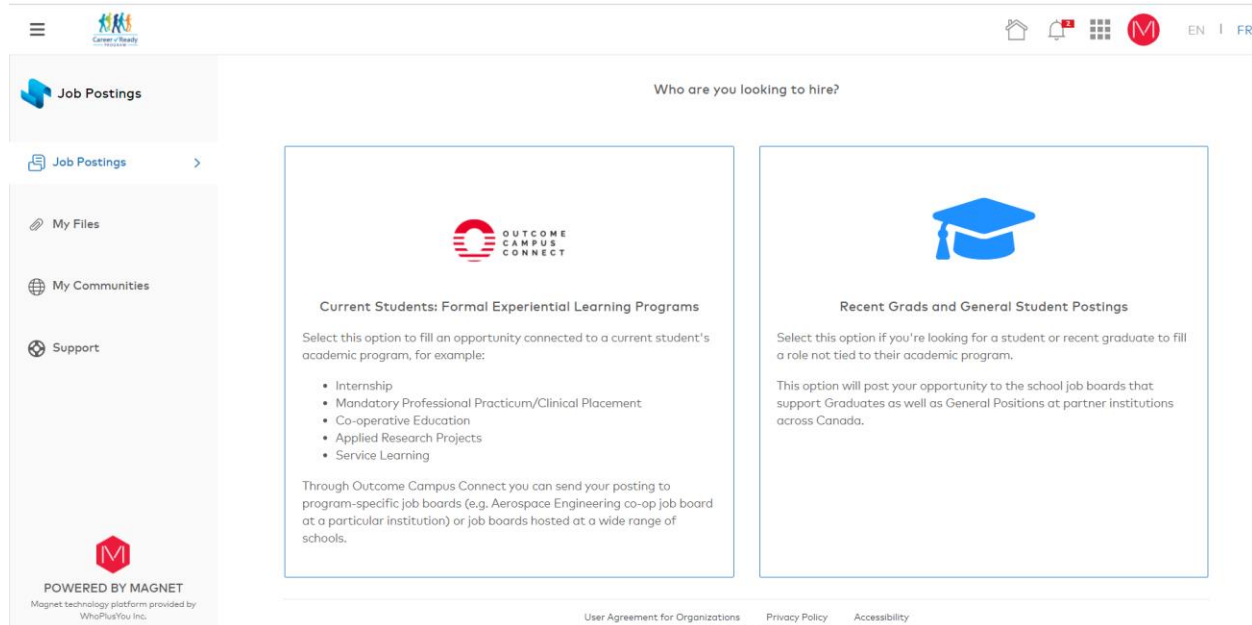 Career Ready
PROGRAM
2
M
EN | FR
Job Postings
Who are you looking to hire?
Job Postings
My Files
My Communities
Support
OUTCOME
CAMPUS
CONNECT
Current Students: Formal Experiential Learning Programs
Select this option to fill an opportunity connected to a current student's
academic program, for example:
• Internship
• Mandatory Professional Practicum/Clinical Placement
• Co-operative Education
• Applied Research Projects
• Service Learning
Through Outcome Campus Connect you can send your posting to
program-specific job boards (e.g. Aerospace Engineering co-op job board
at a particular institution) or job boards hosted at a wide range of
schools.
Recent Grads and General Student Postings
Select this option if you're looking for a student or recent graduate to fill
a role not tied to their academic program.
This option will post your opportunity to the school job boards that
support Graduates as well as General Positions at partner institutions
across Canada.
M
POWERED BY MAGNET
Magnet technology platform provided by
WhoPlusYou Inc.
User Agreement for Organizations Privacy Policy Accessibility